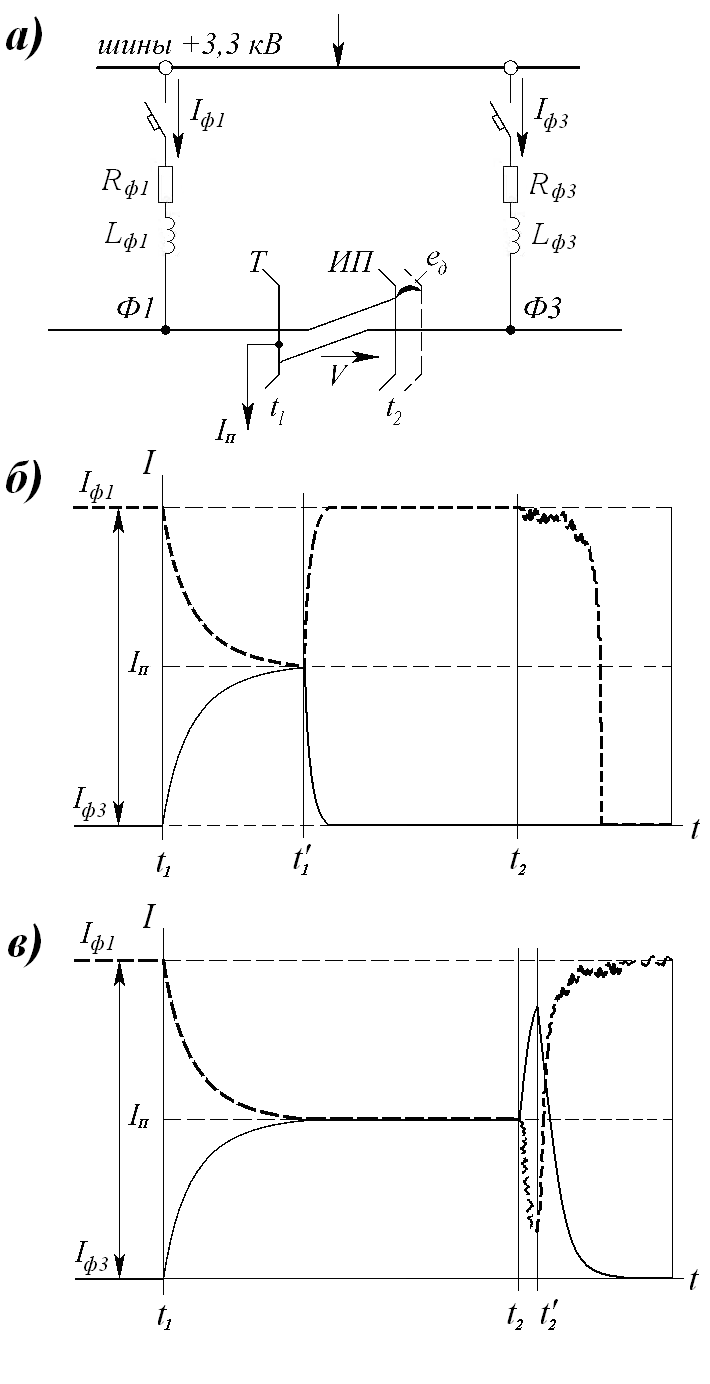 а)
шины +3,3 кВ
Iф1 Iф3
Rф1 Rф3
Lф1 Lф3
Т ИП eд
Ф1 Ф3
V
Iп t1 t2
б)
I
Iф1
Iп
Iф3
t
t1 t′1 t2
в)
I
Iф1
Iп
Iф3
t
t1 t2 t′2